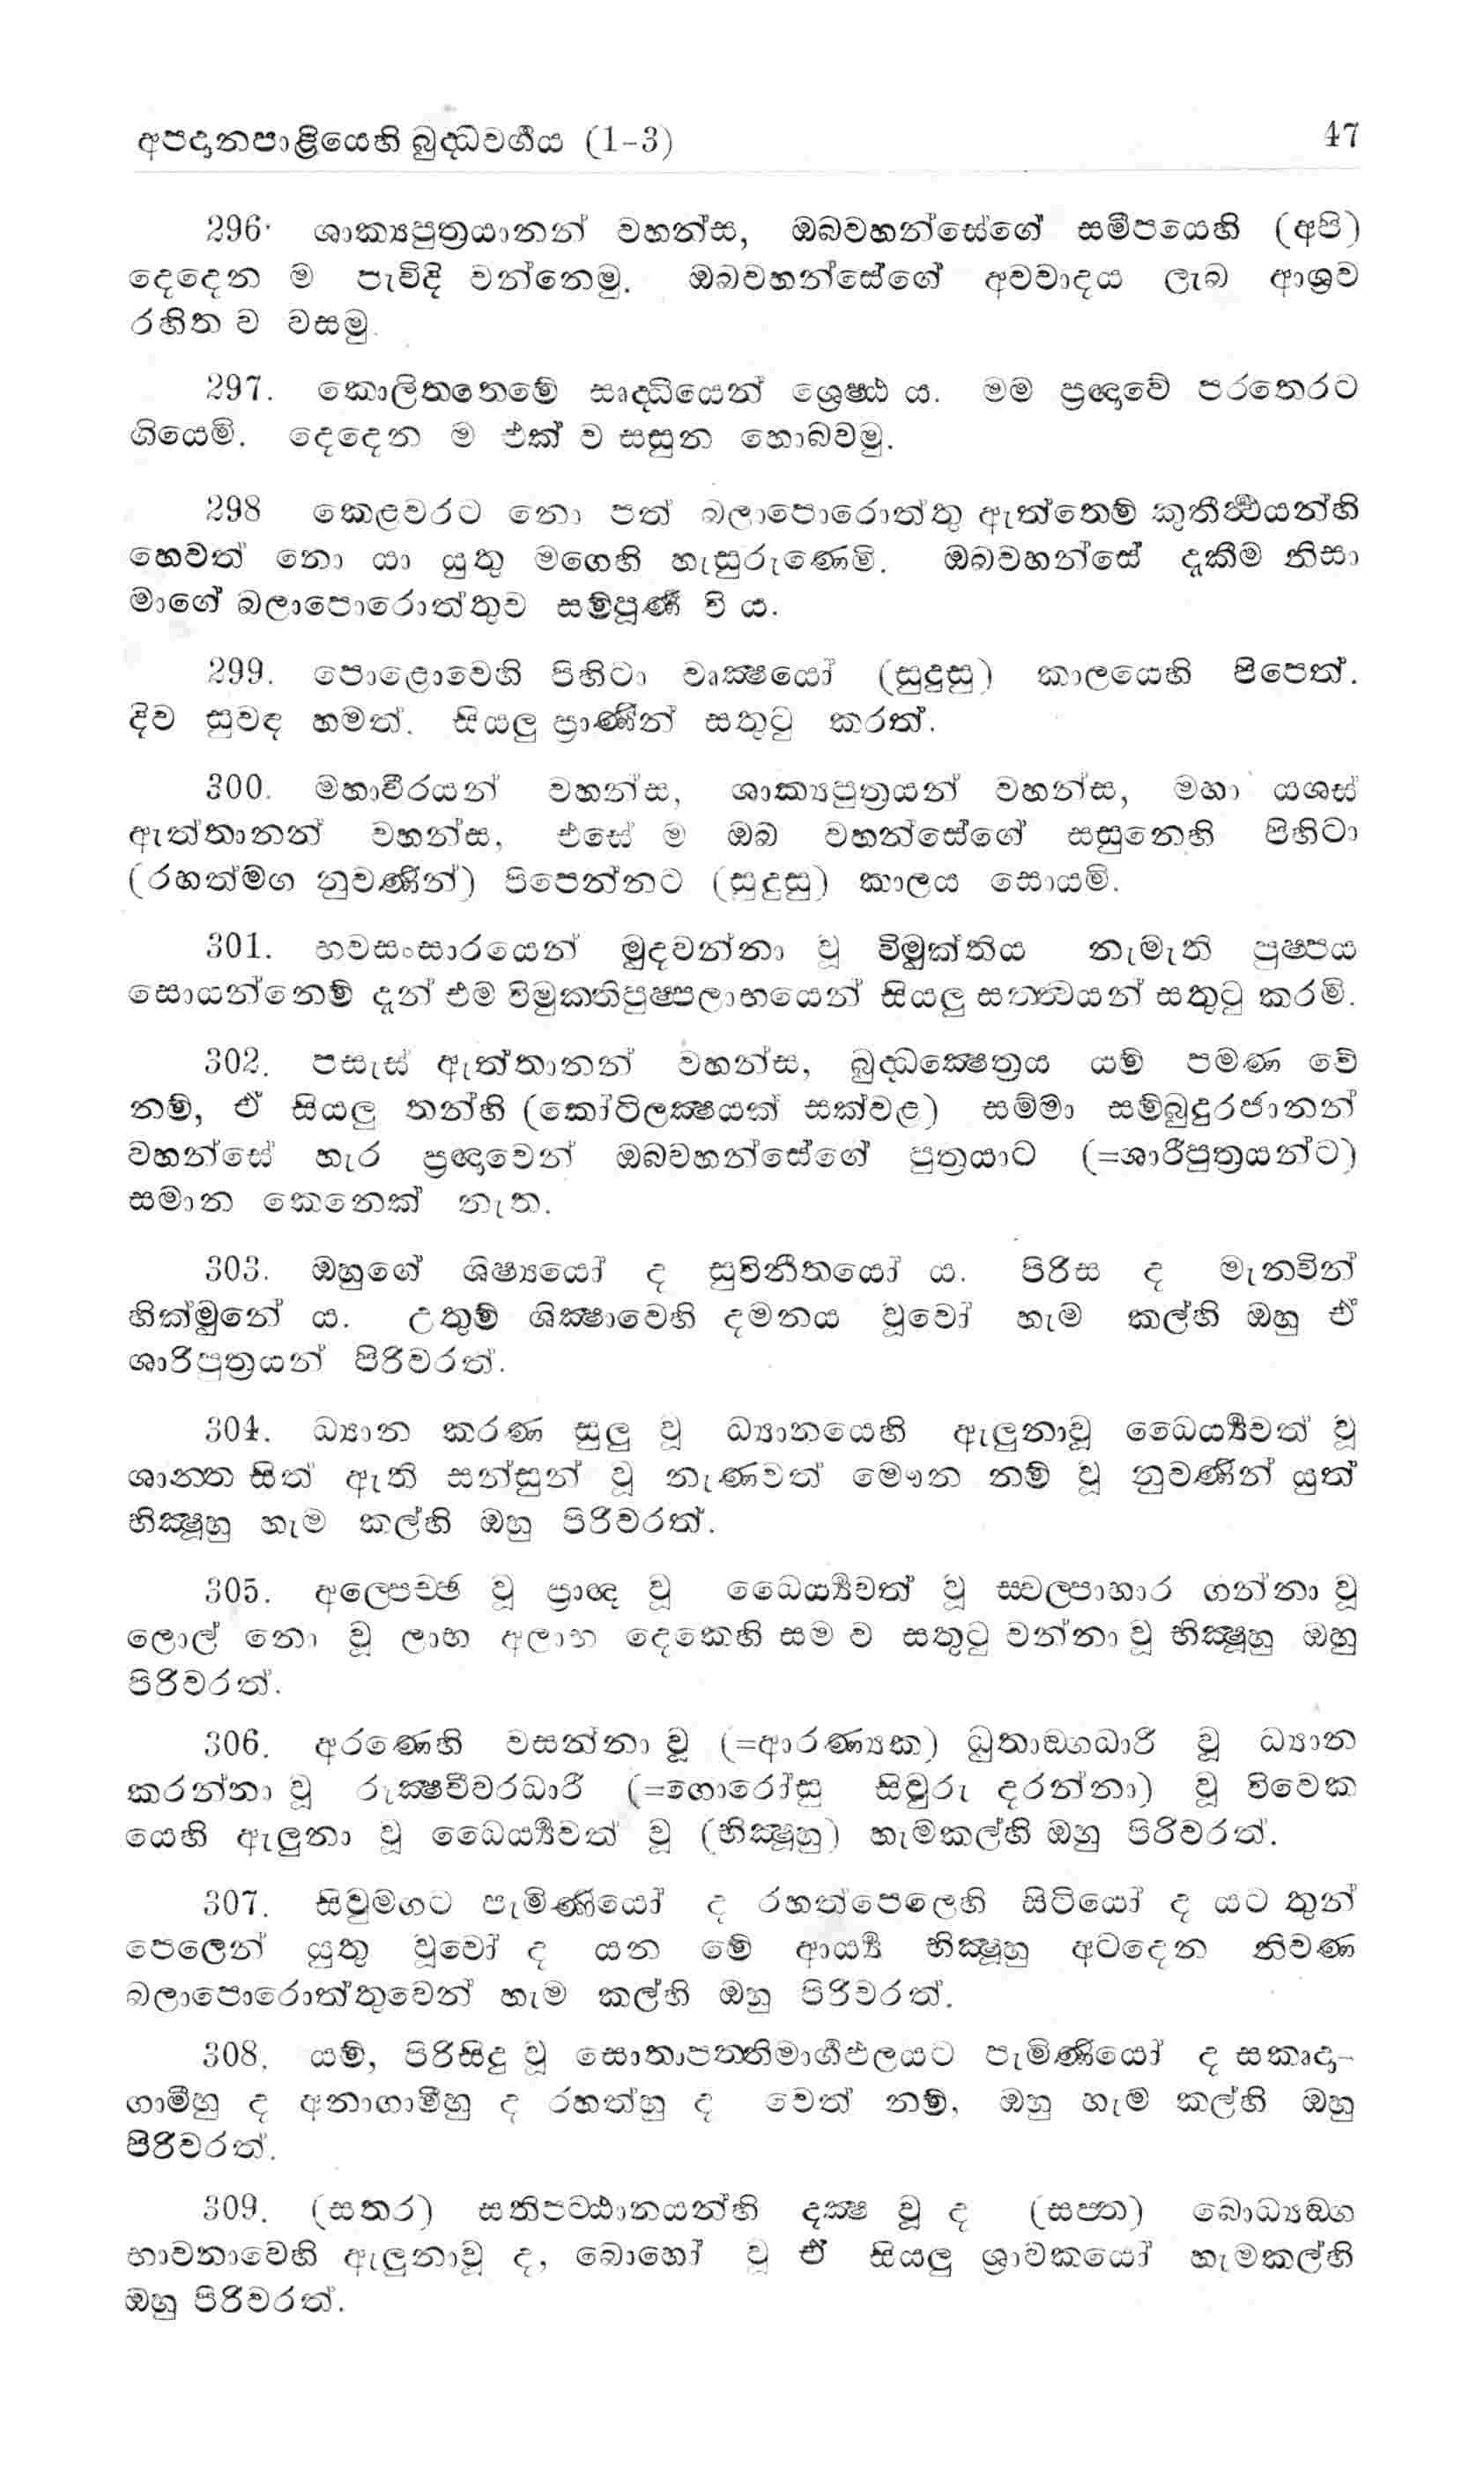 අපදානපාළියෙහි බුද්ධවර්ගය (1-3) 47
296· ශාක්‍යපුත්‍රයානන් වහන්ස, ඔබවහන්සේගේ සමීපයෙහි (අපි)
දෙදෙන ම පැවිදි වන්නෙමු. ඔබවහන්සේගේ අවවාදය ලැබ ආශ්‍රව
රහිත ව වසමු.
297. කොලිතතෙමේ සෘද්ධියෙන් ශ්‍රෙෂ්ඨ ය. මම ප්‍රඥාවේ පරතෙරට
ගියෙමි. දෙදෙන ම එක් ව සසුන හොබවමු.
298 කෙළවරට නො පත් බලාපොරොත්තු ඇත්තෙම් කුතීර්ථයන්හි
හෙවත් නො යා යුතු මගෙහි හැසුරුණෙමි. ඔබවහන්සේ දැකීම නිසා
මාගේ බලාපොරොත්තුව සම්පූර්ණ වි ය.
299. පොළොවෙහි පිහිටා වෘක්‍ෂයෝ (සුදුසු) කාලයෙහි පිපෙත්.
දිව සුවඳ හමත්. සියලු ප්‍රාණීන් සතුටු කරත්.
300. මහාවීරයන් වහන්ස, ශාක්‍යපුත්‍රයන් වහන්ස, මහා යශස්
ඇත්තානන් වහන්ස, එසේ ම ඔබ වහන්සේගේ සසුනෙහි පිහිටා
(රහත්මග නුවණින්) පිපෙන්නට (සුදුසු) කාලය සොයමි.
301. භවසංසාරයෙන් මුදවන්නා වූ විමුක්තිය නැමැති පුෂ්පය
සොයන්නෙම් දැන් එම විමුක්තිපුෂ්පලාභයෙන් සියලු සත්ත්‍වයන් සතුටු කරමි.
302. පසැස් ඇත්තානන් වහන්ස, බුද්ධක්‍ෂෙත්‍රය යම් පමණ වේ
නම්, ඒ සියලු තන්හි (කෝටිලක්‍ෂයක් සක්වළ) සම්මා සම්බුදුරජානන්
වහන්සේ හැර ප්‍රඥාවෙන් ඔබවහන්සේගේ පුත්‍රයාට (=ශාරීපුත්‍රයන්ට)
සමාන කෙනෙක් නැත.
303. ඔහුගේ ශිෂ්‍යයෝ ද සුවිනීතයෝ ය. පිරිස ද මැනවින්
හික්මුනේ ය. උතුම් ශික්‍ෂාවෙහි දමනය වූවෝ හැම කල්හි ඔහු ඒ
ශාරිපුත්‍රයන් පිරිවරත්.
304. ධ්‍යාන කරණ සුලු වූ ධ්‍යානයෙහි ඇලුනාවූ ධෛර්‍ය්‍යවත් වූ
ශාන්ත සිත් ඇති සන්සුන් වූ නැණවත් මෞන නම් වූ නුවණින් යුත්
භික්‍ෂූහු හැම කල්හි ඔහු පිරිවරත්.
305. අල්පෙච්ඡ වූ ප්‍රාඥ වූ ධෛර්‍ය්‍යවත් වූ ස්වල්පාහාර ගන්නා වූ
ලොල් නො වූ ලාභ අලාභ දෙකෙහි සම ව සතුටු වන්නා වූ භික්‍ෂූහු ඔහු
පිරිවරත්.
306. අරණෙහි වසන්නා වූ (=ආරණ්‍යක) ධුතාඞ්ගධාරී වූ ධ්‍යාන
කරන්නා වූ රුක්‍ෂචීවරධාරී (=ගොරෝසු සිවුරු දරන්නා) වූ විවෙක
යෙහි ඇලුනා වූ ධෛර්‍ය්‍යවත් වූ (භික්‍ෂූහු) හැමකල්හි ඔහු පිරිවරත්.
307. සිවුමගට පැමිණියෝ ද රහත්පෙලෙහි සිටියෝ ද යට තුන්
පෙලෙන් යුතු වූවෝ ද යන මේ ආර්‍ය්‍ය භික්‍ෂූහු අටදෙන නිවණ
බලාපොරොත්තුවෙන් හැම කල්හි ඔහු පිරිවරත්.
308. යම්, පිරිසිදු වූ සොතාපත්තිමාර්ගඵලයට පැමිණියෝ ද සකෘදා-
ගාමීහු ද අනාගාමීහු ද රහත්හු ද වෙත් නම්, ඔහු හැම කල්හි ඔහු
පිරිවරත්.
309. (සතර) සතිපට්ඨානයන්හි දක්‍ෂ වූ ද (සප්ත) බොධ්‍යඞ්ග
භාවනාවෙහි ඇලුනාවූ ද, බොහෝ වූ ඒ සියලු ශ්‍රාවකයෝ හැමකල්හි
ඔහු පිරිවරත්.